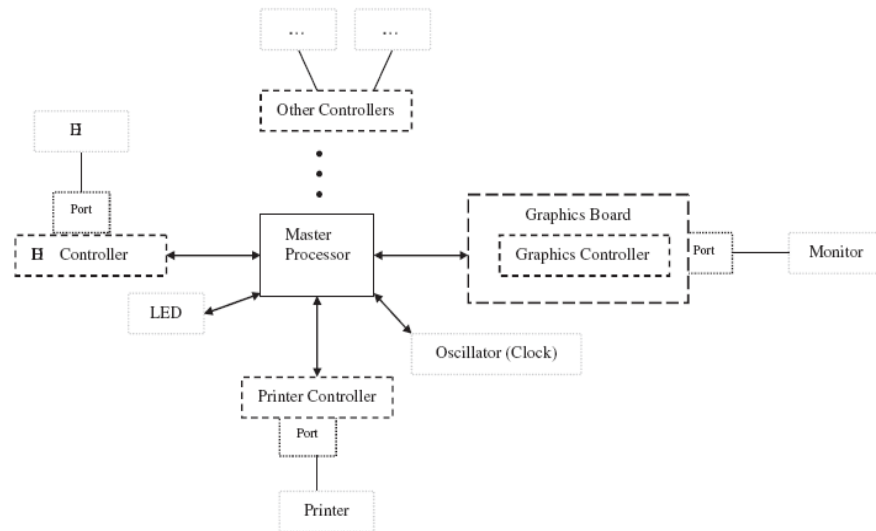 ... ...
Other Controllers
Port
Controller
Master
Processor
Graphics Board
Graphics Controller
Port
Monitor
LED
Oscillator (Clock)
Printer Controller
Port
Printer